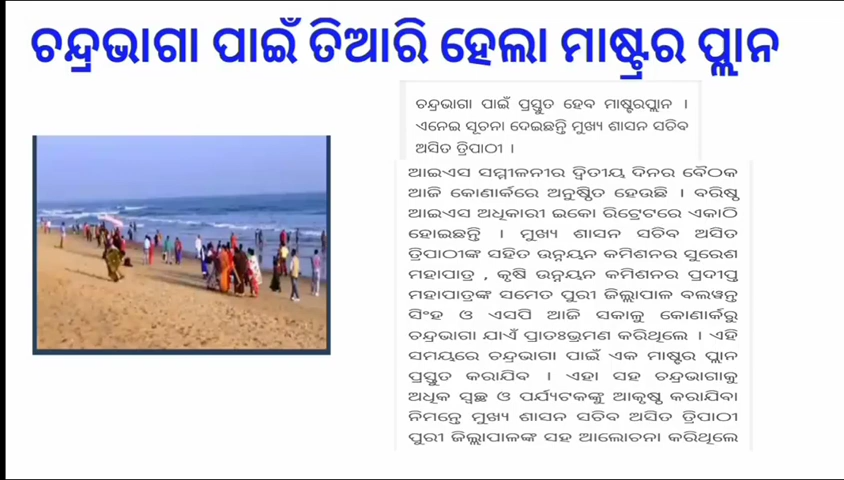 ଚନ୍ଦ୍ରଭାଗା ପାଇଁ ତିଆରି ହେଲା ମାଷ୍ଟ୍ରର ପ୍ଲାନ
ଚନ୍ଦ୍ରଭାଗା ପାଇଁ ପ୍ରସ୍ତୁତ ହେବ ମାଷ୍ଟରପ୍ଲାନ ।
ଏନେଇ ସୂଚନା ଦେଇଛନ୍ତି ମୁଖ୍ୟ ଶାସନ ସଚିବ
ଅସିତ ତ୍ରିପାଠୀ ।
ଆଇଏସ ସମ୍ମୀଳନୀର ଦ୍ୱିତୀୟ ଦିନର ବୈଠକ
ଆଜି କୋଣାର୍କରେ ଅନୁଷ୍ଠିତ ହେଉଛି । ବରିଷ୍ଠ
ଆଇଏସ ଅଧିକାରୀ ଇକୋ ରିଟ୍ରେଟରେ ଏକାଠି
ହୋଇଛନ୍ତି । ମୁଖ୍ୟ ଶାସନ ସଚିବ ଅସିତ
ତ୍ରିପାଠୀଙ୍କ ସହିତ ଉନ୍ନୟନ କମିଶନର ସୁରେଶ
ମହାପାତ୍ର , କୃଷି ଉନ୍ନୟନ କମିଶନର ପ୍ରଦୀପ୍ତ
ମହାପାତ୍ରଙ୍କ ସମେତ ପୁରୀ ଜିଲ୍ଲାପାଳ ବଲୱନ୍ତ
ସିଂହ ଓ ଏସପି ଆଜି ସକାଳୁ କୋଣାର୍କରୁ
ଚନ୍ଦ୍ରଭାଗା ଯାଏଁ ପ୍ରାତଃଭ୍ରମଣ କରିଥିଲେ । ଏହି
ସମୟରେ ଚନ୍ଦ୍ରଭାଗା ପାଇଁ ଏକ ମାଷ୍ଟର ପ୍ଲାନ
ପ୍ରସ୍ତୁତ କରାଯିବ । ଏହା ସହ ଚନ୍ଦ୍ରଭାଗାକୁ
ଅଧିକ ସ୍ୱଚ୍ଛ ଓ ପର୍ଯ୍ୟଟକଙ୍କୁ ଆକୃଷ୍ଟ କରାଯିବା
ନିମନ୍ତେ ମୁଖ୍ୟ ଶାସନ ସଚିବ ଅସିତ ତ୍ରିପାଠୀ
ପୁରୀ ଜିଲ୍ଲାପାଳଙ୍କ ସହ ଆଲୋଚନା କରିଥିଲେ